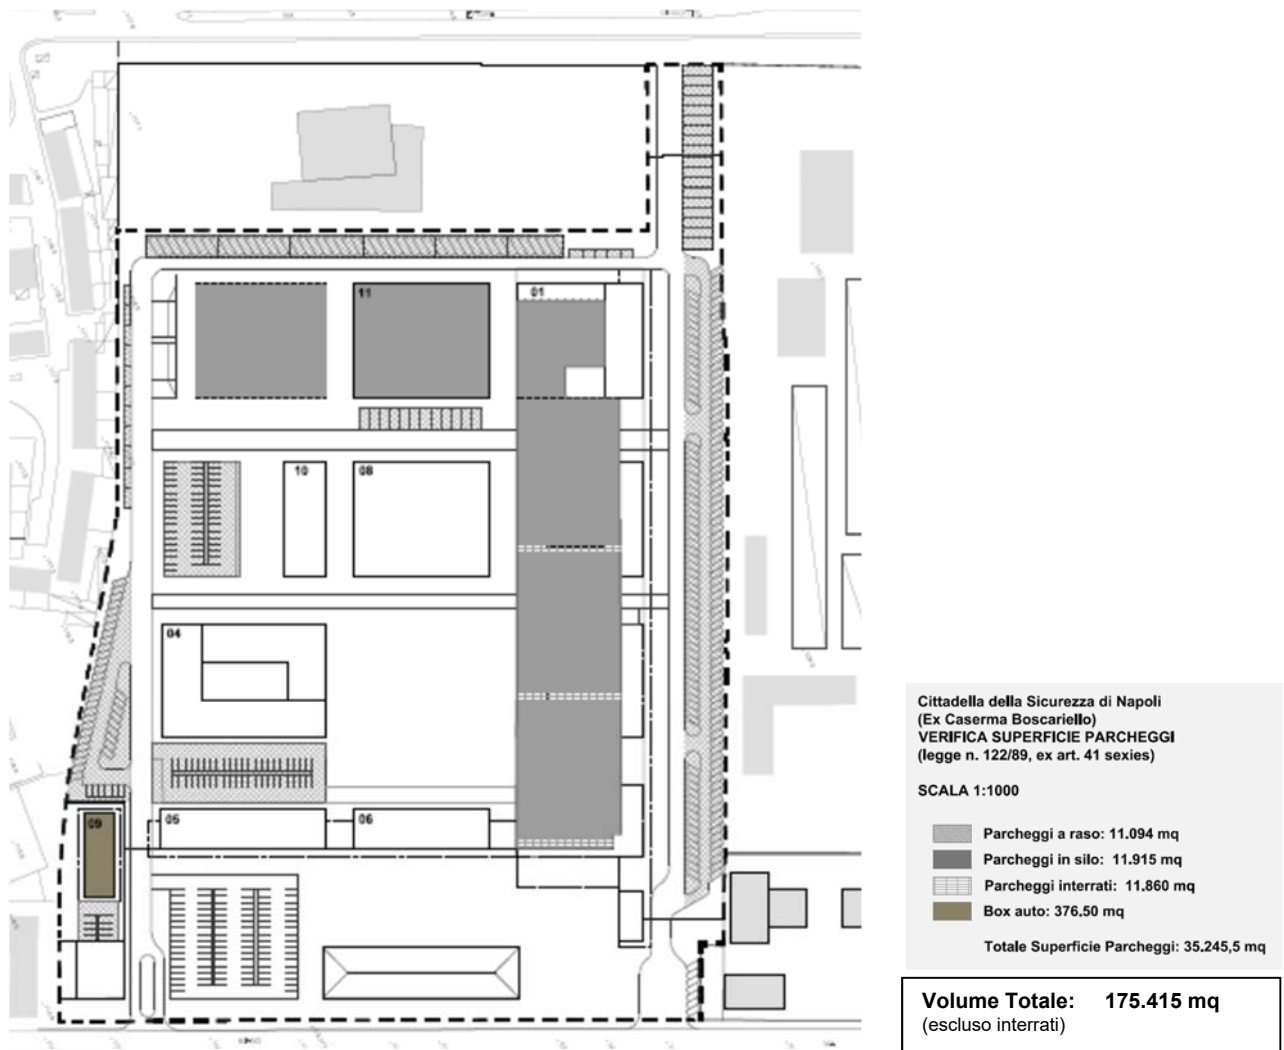 01
11
10
08
04
05
06
09
Cittadella della Sicurezza di Napoli
(Ex Caserma Boscariello)
VERIFICA SUPERFICIE PARCHEGGI
(legge n. 122/89, ex art. 41 sexies)
SCALA 1:1000
Parcheggi a raso: 11.094 mq
Parcheggi in silo: 11.915 mq
Parcheggi interrati: 11.860 mq
Box auto: 376.50 mq
Totale Superficie Parcheggi: 35.245,5 mq
Volume Totale: 175.415 mq
(escluso interrati)